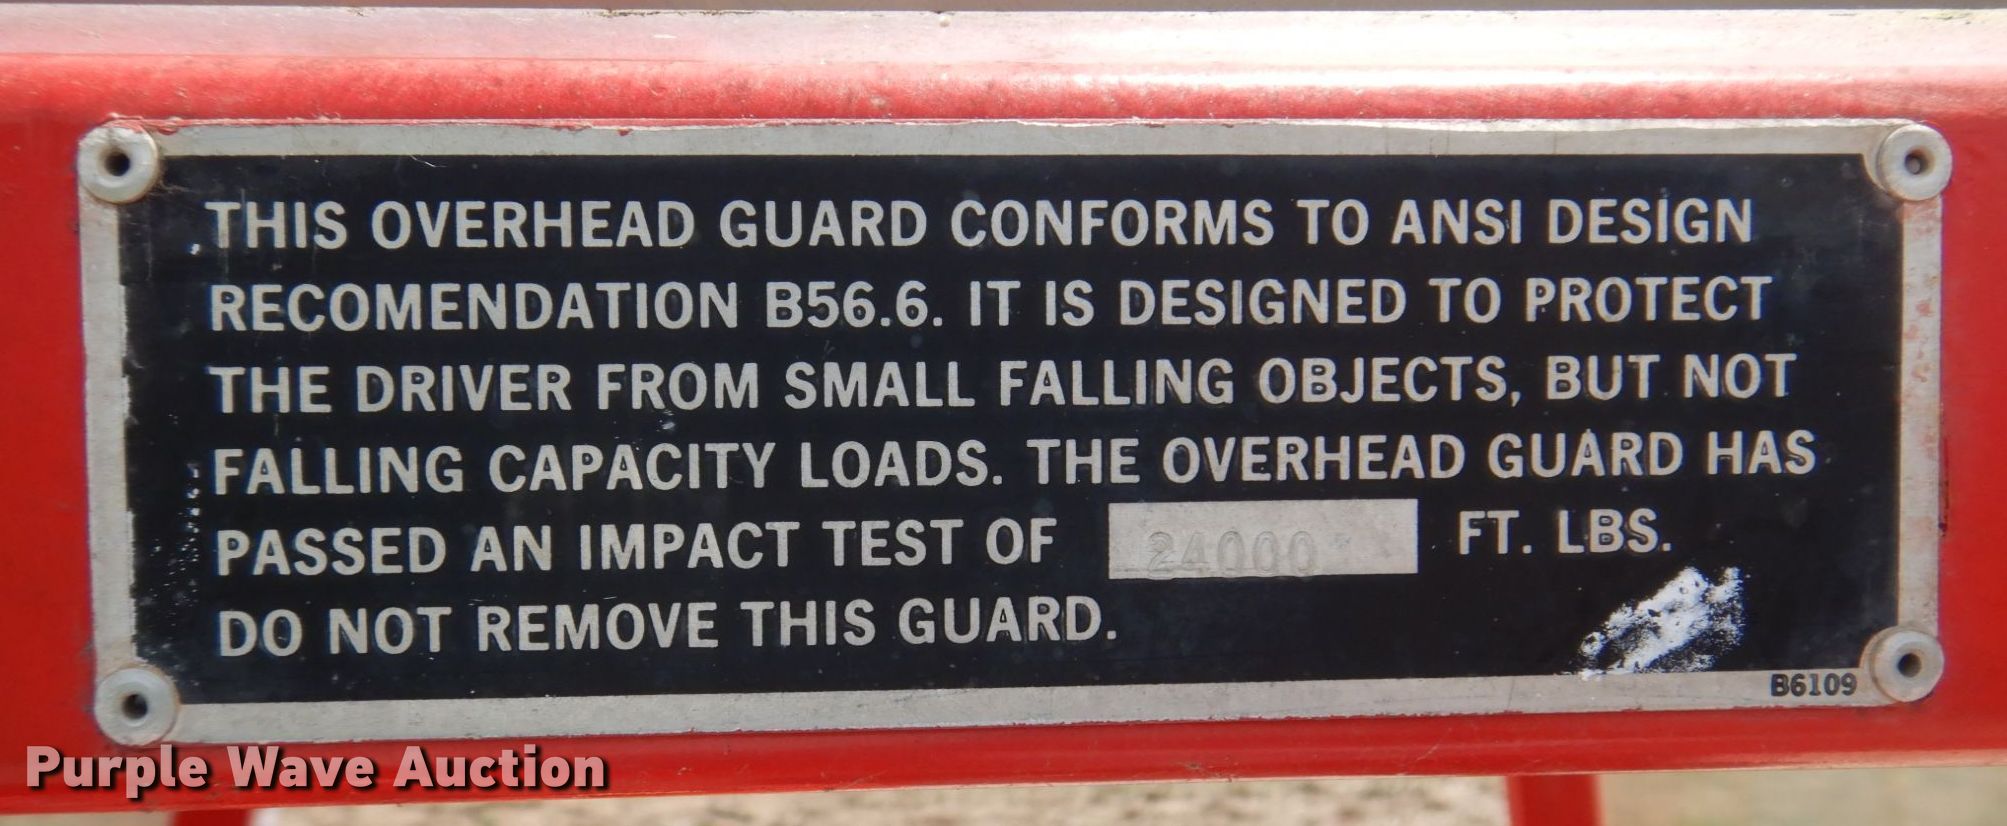 THIS OVERHEAD GUARD CONFORMS TO ANSI DESIGN
RECOMENDATION B56.6. IT IS DESIGNED TO PROTECT
THE DRIVER FROM SMALL FALLING OBJECTS, BUT NOT
FALLING CAPACITY LOADS. THE OVERHEAD GUARD HAS
PASSED AN IMPACT TEST OF 24000 FT. LBS.
DO NOT REMOVE THIS GUARD.
B6109
Purple Wave Auction